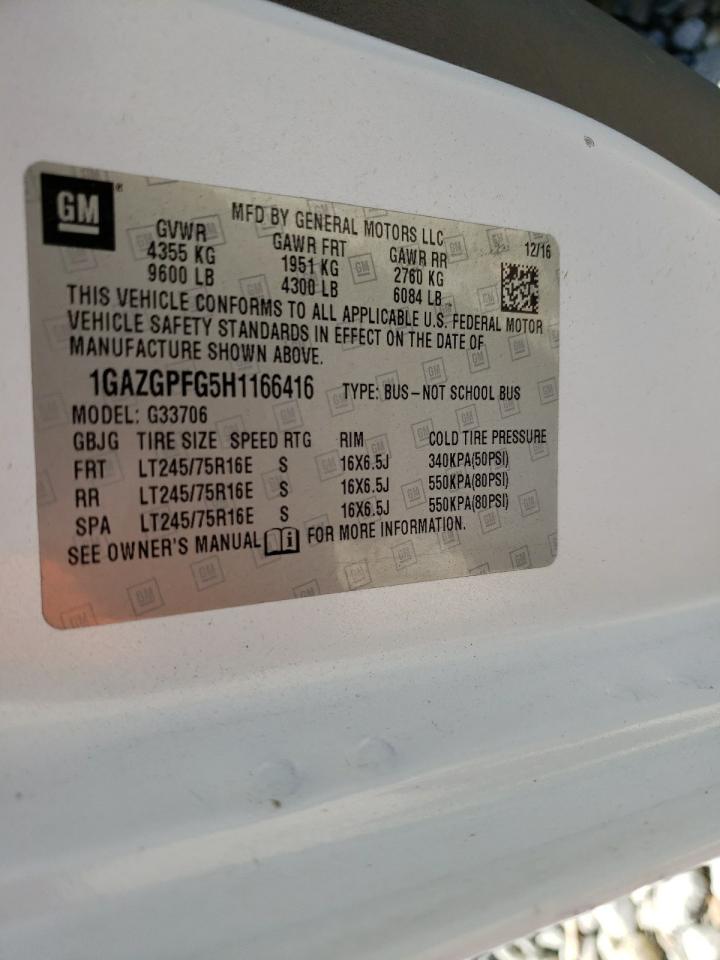 GM
MFD BY GENERAL MOTORS LLC
12/16
GVWR GAWR FRT GAWR RR
4355 KG 1951 KG 2760 KG
9600 LB 4300 LB 6084 LB
THIS VEHICLE CONFORMS TO ALL APPLICABLE U.S. FEDERAL MOTOR
VEHICLE SAFETY STANDARDS IN EFFECT ON THE DATE OF
MANUFACTURE SHOWN ABOVE.
1GAZGPFG5H1166416 TYPE: BUS–NOT SCHOOL BUS
MODEL: G33706
GBJG TIRE SIZE SPEED RTG RIM COLD TIRE PRESSURE
FRT LT245/75R16E S 16X6.5J 340KPA(50PSI)
RR LT245/75R16E S 16X6.5J 550KPA(80PSI)
SPA LT245/75R16E S 16X6.5J 550KPA(80PSI)
SEE OWNER'S MANUAL FOR MORE INFORMATION.